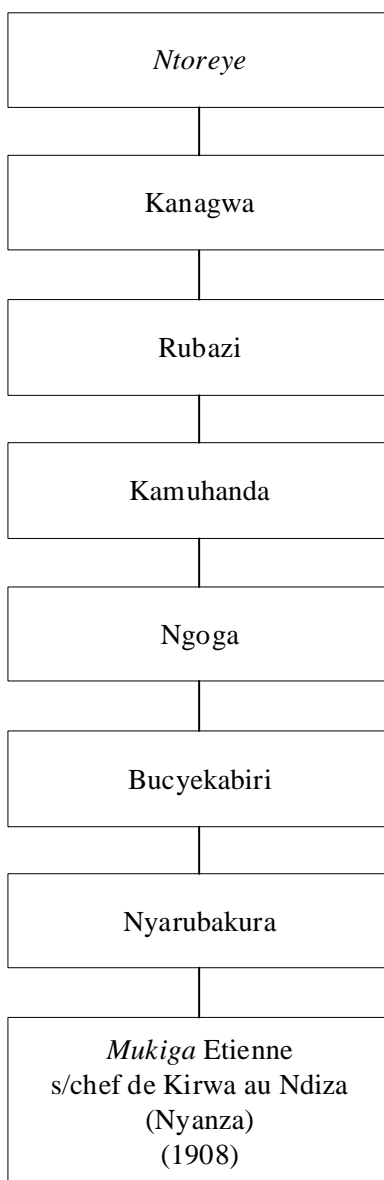 Ntoreye
Kanagwa
Rubazi
Kamuhanda
Ngoga
Bucyekabiri
Nyarubakura
Mukiga Etienne
s/chef de Kirwa au Ndiza
(Nyanza)
(1908)